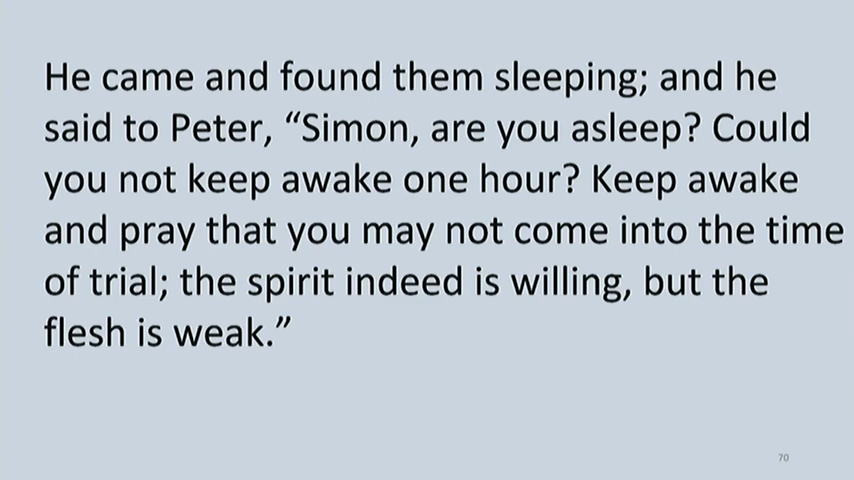 He came and found them sleeping; and he
said to Peter, “Simon, are you asleep? Could
you not keep awake one hour? Keep awake
and pray that you may not come into the time
of trial; the spirit indeed is willing, but the
flesh is weak.”
70